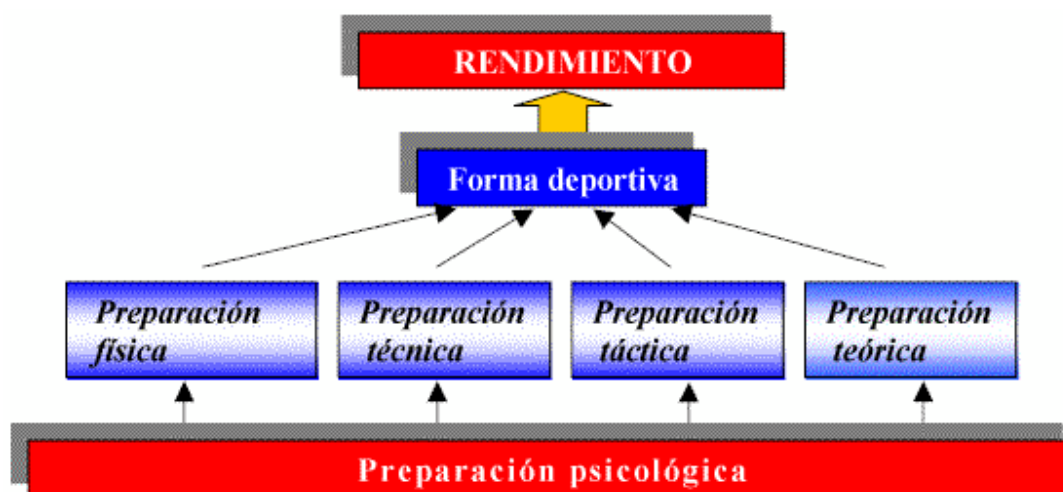 RENDIMIENTO
Forma deportiva
Preparación
física
Preparación
técnica
Preparación
táctica
Preparación
teórica
Preparación psicológica